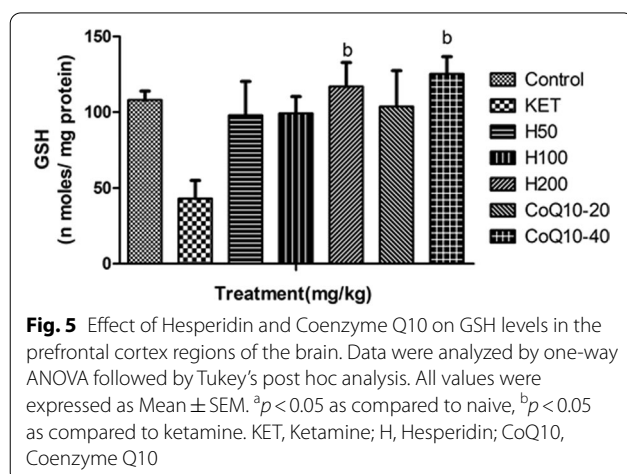 150
100
50
0
GSH
(n moles/ mg protein)
b
b
Control
KET
H50
H100
H200
CoQ10-20
CoQ10-40
Treatment(mg/kg)
Fig. 5 Effect of Hesperidin and Coenzyme Q10 on GSH levels in the
prefrontal cortex regions of the brain. Data were analyzed by one-way
ANOVA followed by Tukey's post hoc analysis. All values were
expressed as Mean ± SEM. ᵃp < 0.05 as compared to naive, ᵇp < 0.05
as compared to ketamine. KET, Ketamine; H, Hesperidin; CoQ10,
Coenzyme Q10